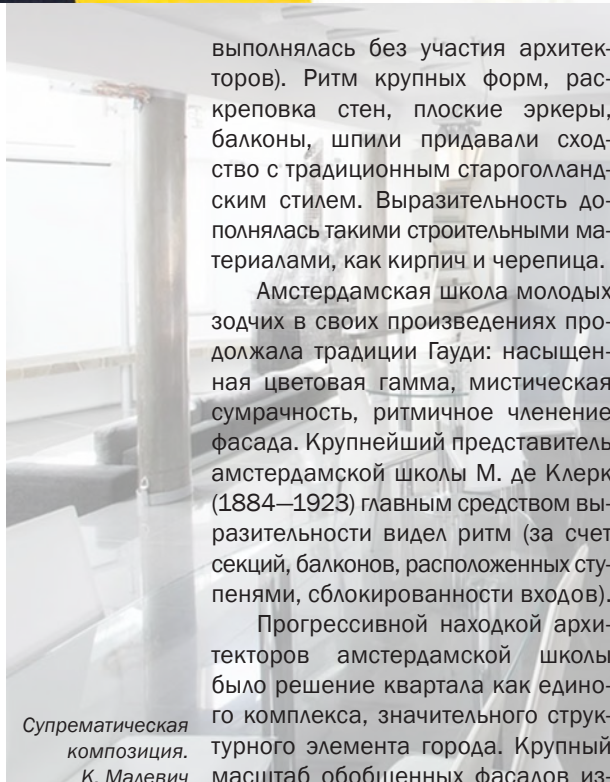 выполнялась без участия архитек-
торов). Ритм крупных форм, рас-
креповка стен, плоские эркеры,
балконы, шпили придавали сход-
ство с традиционным староголланд-
ским стилем. Выразительность до-
полнялась такими строительными ма-
териалами, как кирпич и черепица.
Амстердамская школа молодых
зодчих в своих произведениях про-
должала традиции Гауди: насыщен-
ная цветовая гамма, мистическая
сумрачность, ритмичное членение
фасада. Крупнейший представитель
амстердамской школы М. де Клерк
(1884—1923) главным средством вы-
разительности видел ритм (за счет
секций, балконов, расположенных сту-
пенями, сблокированности входов).
Прогрессивной находкой архи-
текторов амстердамской школы
было решение квартала как едино-
го комплекса, значительного струк-
турного элемента города. Крупный
масштаб обобщенных фасадов из-
Супрематическая
композиция.
К. Малевич